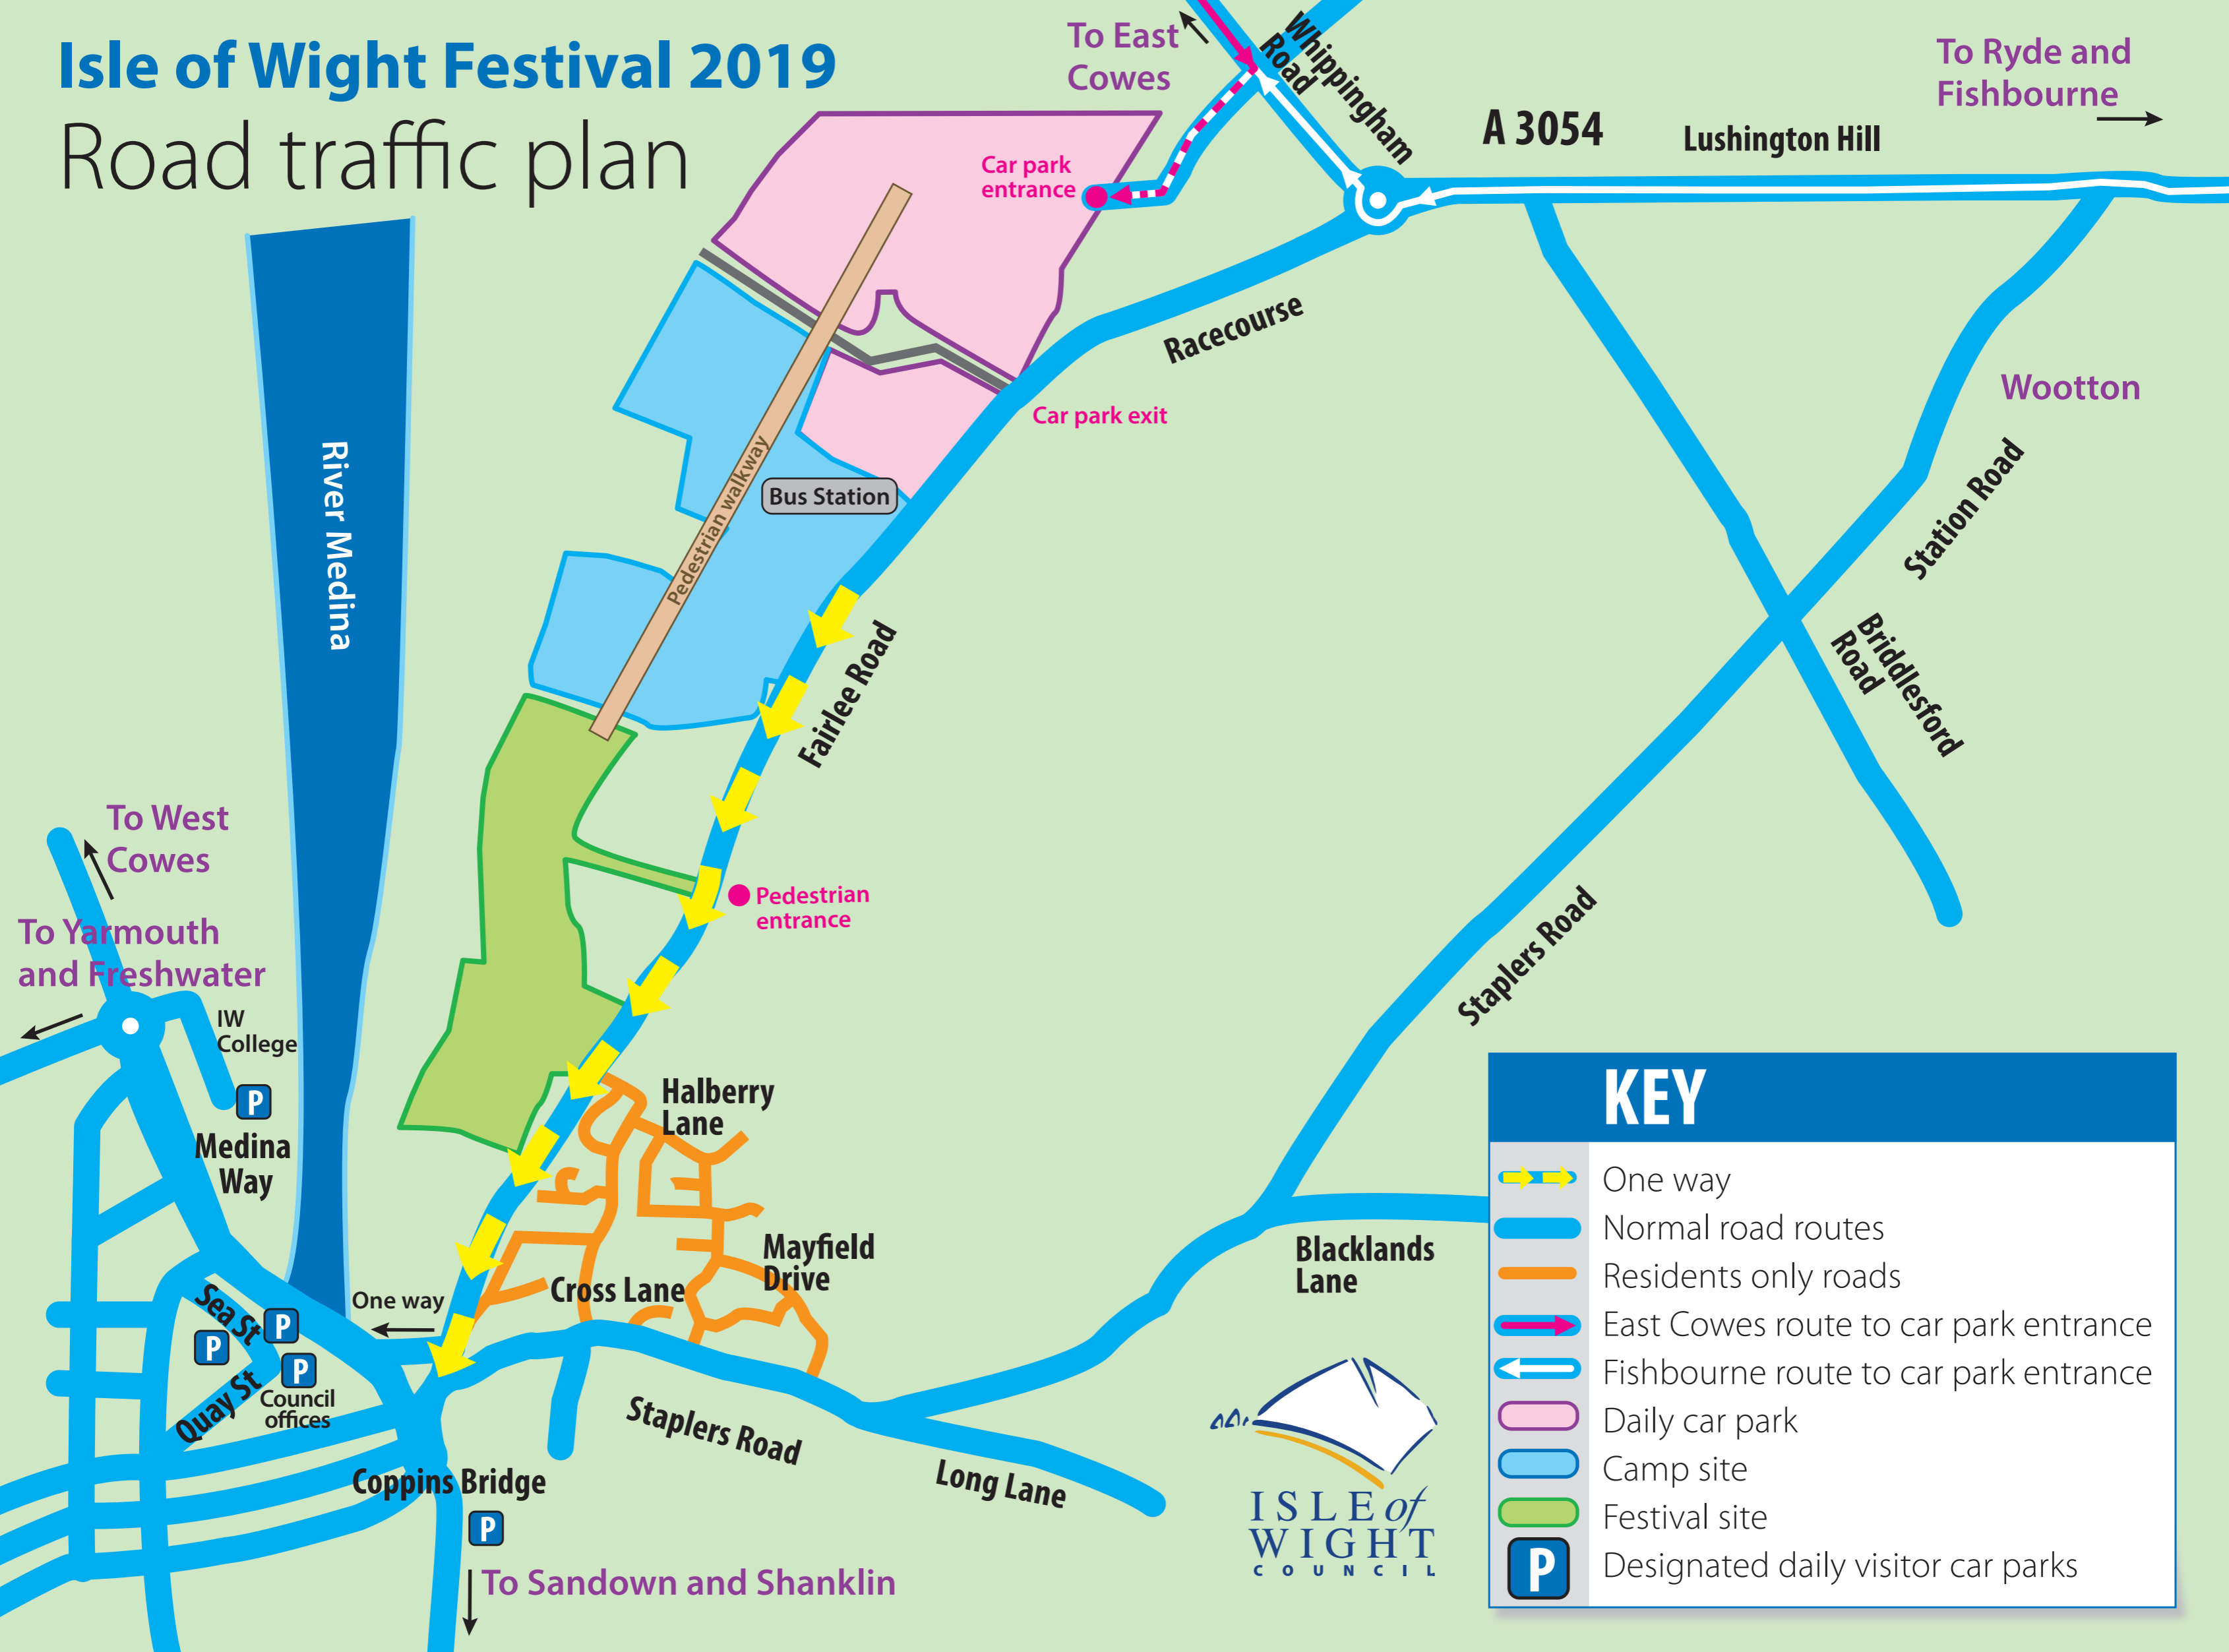 Isle of Wight Festival 2019
Road traffic plan
To East
Cowes
Whippingham
Road
A 3054
Lushington Hill
To Ryde and
Fishbourne
Car park
entrance
Racecourse
Car park exit
Wootton
Station Road
Briddlesford
Road
Pedestrian walkway
Bus Station
River Medina
Fairlee Road
To West
Cowes
To Yarmouth
and Freshwater
Pedestrian
entrance
IW
College
P
Medina
Way
Halberry
Lane
Staplers Road
Mayfield
Drive
Cross Lane
Blacklands
Lane
One way
Sea St
P
P
P
Council
offices
Quay St
Staplers Road
Long Lane
Coppins Bridge
P
To Sandown and Shanklin
ISLE of
WIGHT
COUNCIL
KEY
One way
Normal road routes
Residents only roads
East Cowes route to car park entrance
Fishbourne route to car park entrance
Daily car park
Camp site
Festival site
P Designated daily visitor car parks